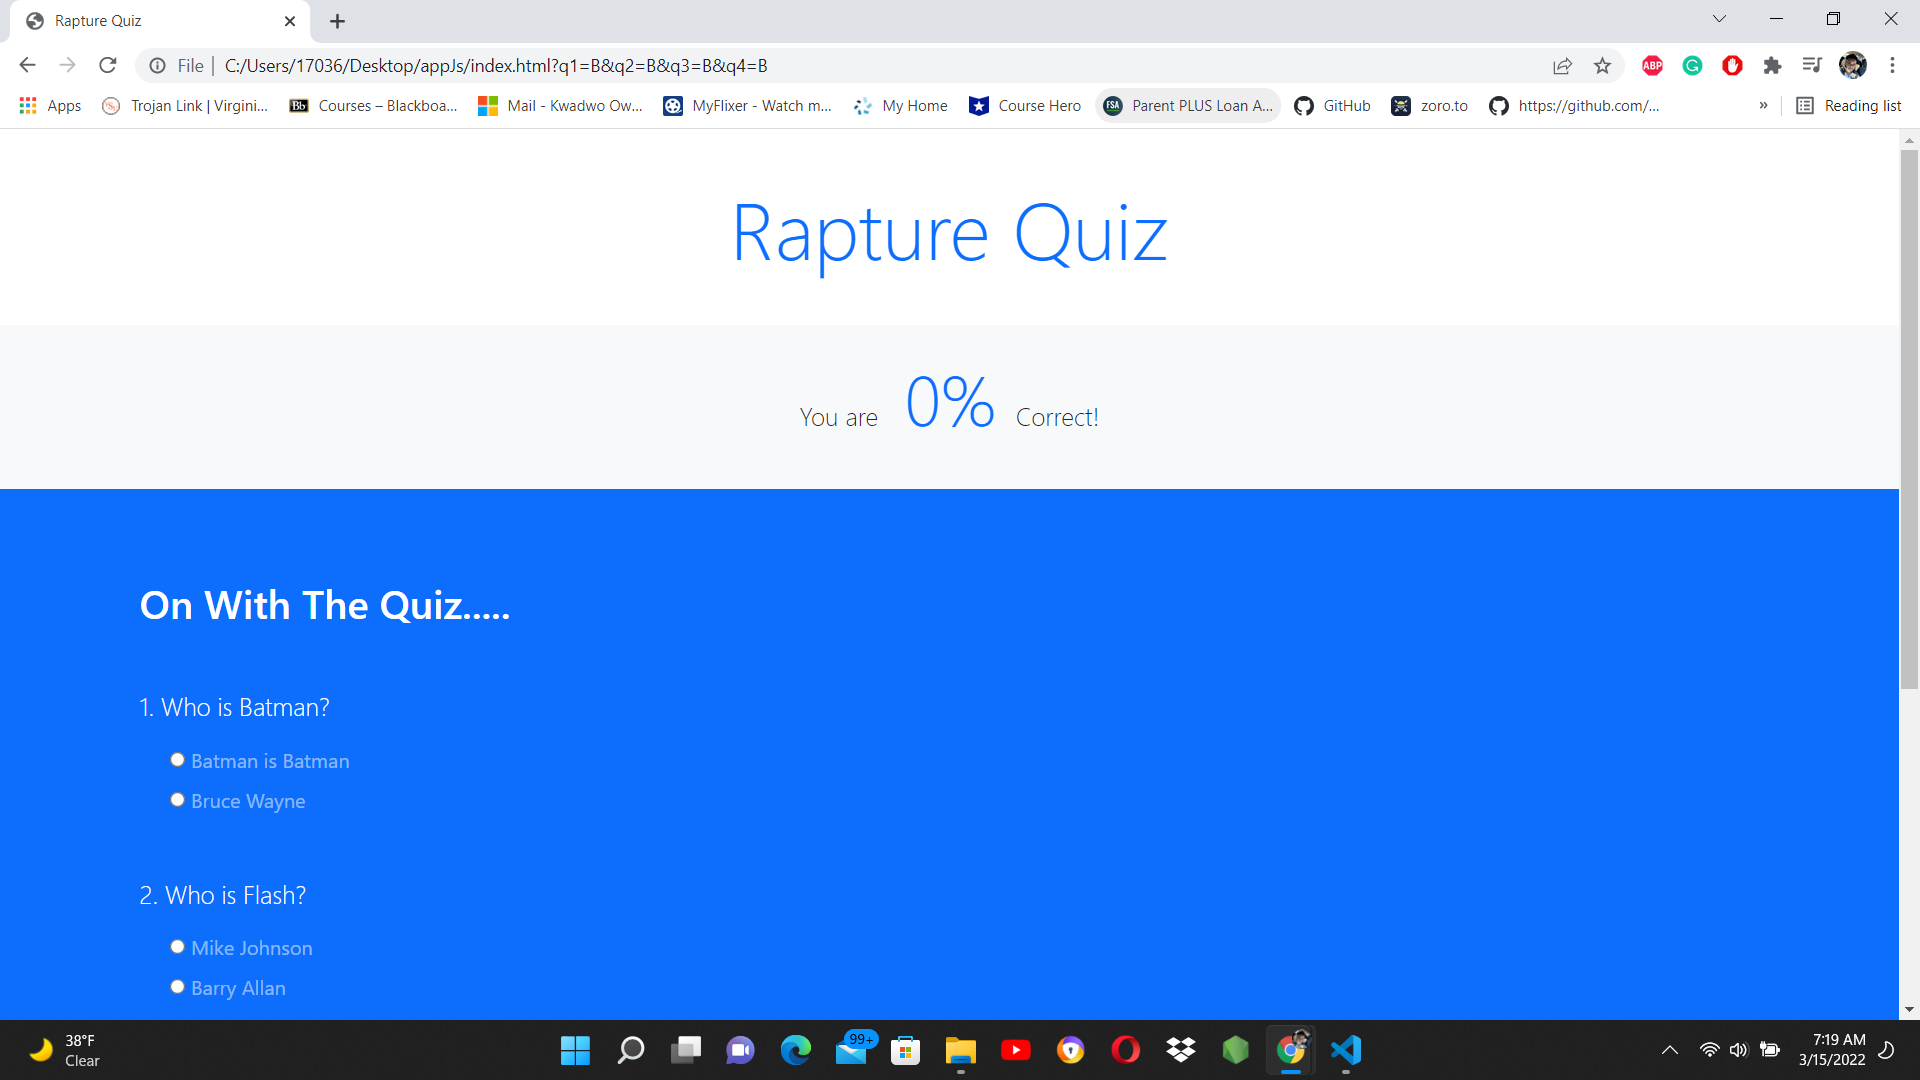 Rapture Quiz
File | C:/Users/17036/Desktop/appJs/index.html?q1=B&q2=B&q3=B&q4=B
ABP
Apps Trojan Link | Virgini... Bb Courses – Blackboa... Mail - Kwadwo Ow... MyFlixer - Watch m... My Home Course Hero FSA Parent PLUS Loan A... GitHub zoro.to https://github.com/... » Reading list
Rapture Quiz
You are 0% Correct!
On With The Quiz.....
1. Who is Batman?
Batman is Batman
Bruce Wayne
2. Who is Flash?
Mike Johnson
Barry Allan
38°F
Clear
99+
7:19 AM
3/15/2022